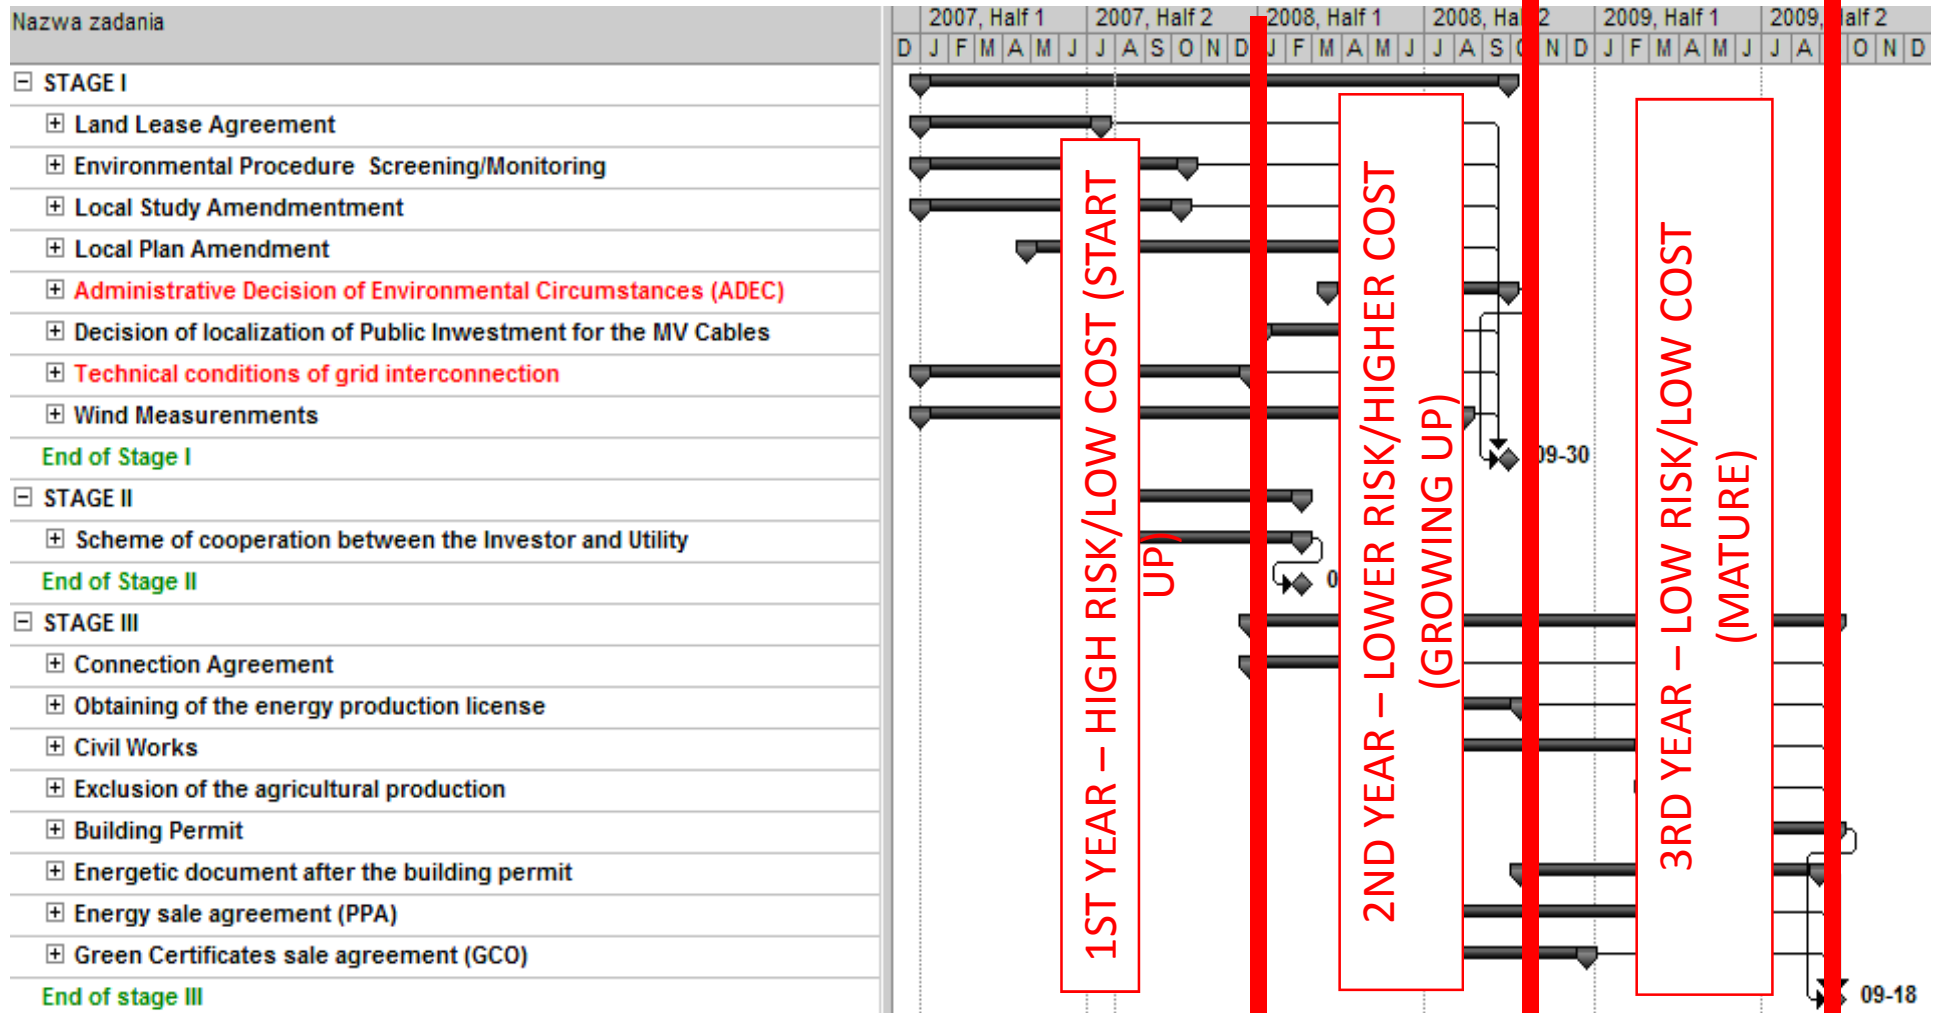 Nazwa zadania
2007, Half 1 2007, Half 2 2008, Half 1 2008, Ha 2 2009, Half 1 2009, alf 2
D J F M A M J J A S O N D J F M A M J J A S O N D J F M A M J J A O N D
STAGE I
Land Lease Agreement
Environmental Procedure Screening/Monitoring
Local Study Amendmentment
Local Plan Amendment
Administrative Decision of Environmental Circumstances (ADEC)
Decision of localization of Public Inwestment for the MV Cables
Technical conditions of grid interconnection
Wind Measurenments
End of Stage I
09-30
STAGE II
Scheme of cooperation between the Investor and Utility
End of Stage II
0
STAGE III
Connection Agreement
Obtaining of the energy production license
Civil Works
Exclusion of the agricultural production
Building Permit
Energetic document after the building permit
Energy sale agreement (PPA)
Green Certificates sale agreement (GCO)
End of stage III
09-18
1ST YEAR – HIGH RISK/LOW COST (START
UP)
2ND YEAR – LOWER RISK/HIGHER COST
(GROWING UP)
3RD YEAR – LOW RISK/LOW COST
(MATURE)